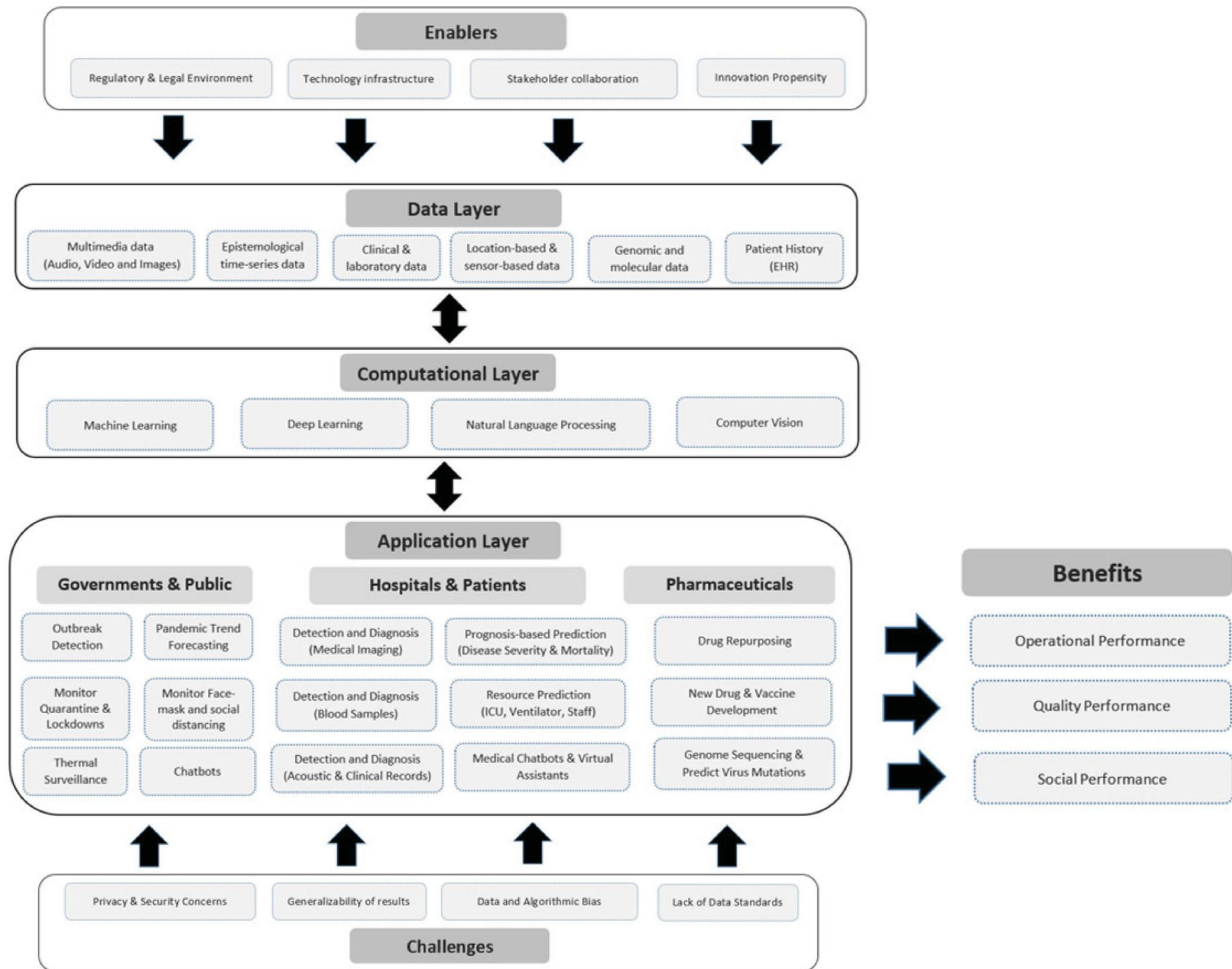 Enablers
Regulatory & Legal Environment
Technology infrastructure
Stakeholder collaboration
Innovation Propensity
Data Layer
Multimedia data
(Audio, Video and Images)
Epistemological
time-series data
Clinical &
laboratory data
Location-based &
sensor-based data
Genomic and
molecular data
Patient History
(EHR)
Computational Layer
Machine Learning
Deep Learning
Natural Language Processing
Computer Vision
Application Layer
Governments & Public
Outbreak
Detection
Pandemic Trend
Forecasting
Monitor
Quarantine &
Lockdowns
Monitor Face-
mask and social
distancing
Thermal
Surveillance
Chatbots
Hospitals & Patients
Detection and Diagnosis
(Medical Imaging)
Prognosis-based Prediction
(Disease Severity & Mortality)
Detection and Diagnosis
(Blood Samples)
Resource Prediction
(ICU, Ventilator, Staff)
Detection and Diagnosis
(Acoustic & Clinical Records)
Medical Chatbots & Virtual
Assistants
Pharmaceuticals
Drug Repurposing
New Drug & Vaccine
Development
Genome Sequencing &
Predict Virus Mutations
Benefits
Operational Performance
Quality Performance
Social Performance
Privacy & Security Concerns
Generalizability of results
Data and Algorithmic Bias
Lack of Data Standards
Challenges